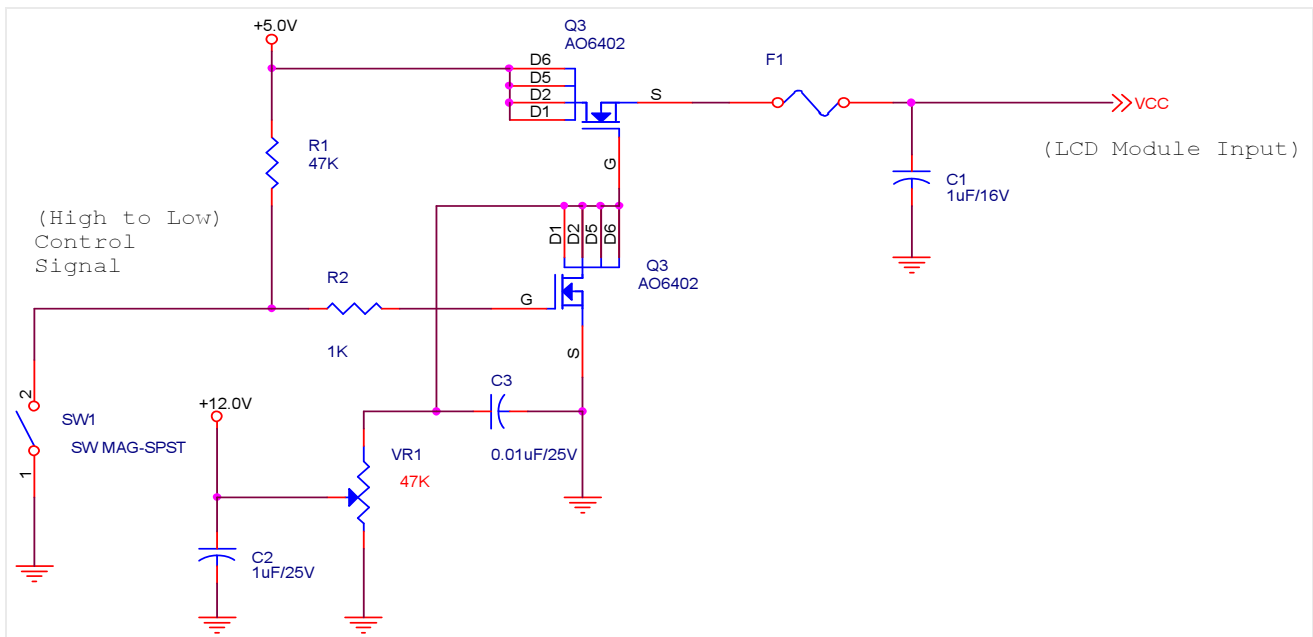 +5.0V
Q3
AO6402
D6
D5
D2
D1
S
G
F1
VCC
(LCD Module Input)
R1
47K
C1
1uF/16V
(High to Low)
Control
Signal
D1
D2
D5
D6
Q3
AO6402
R2
1K
G
S
2
1
SW1
SW MAG-SPST
+12.0V
C3
0.01uF/25V
VR1
47K
C2
1uF/25V